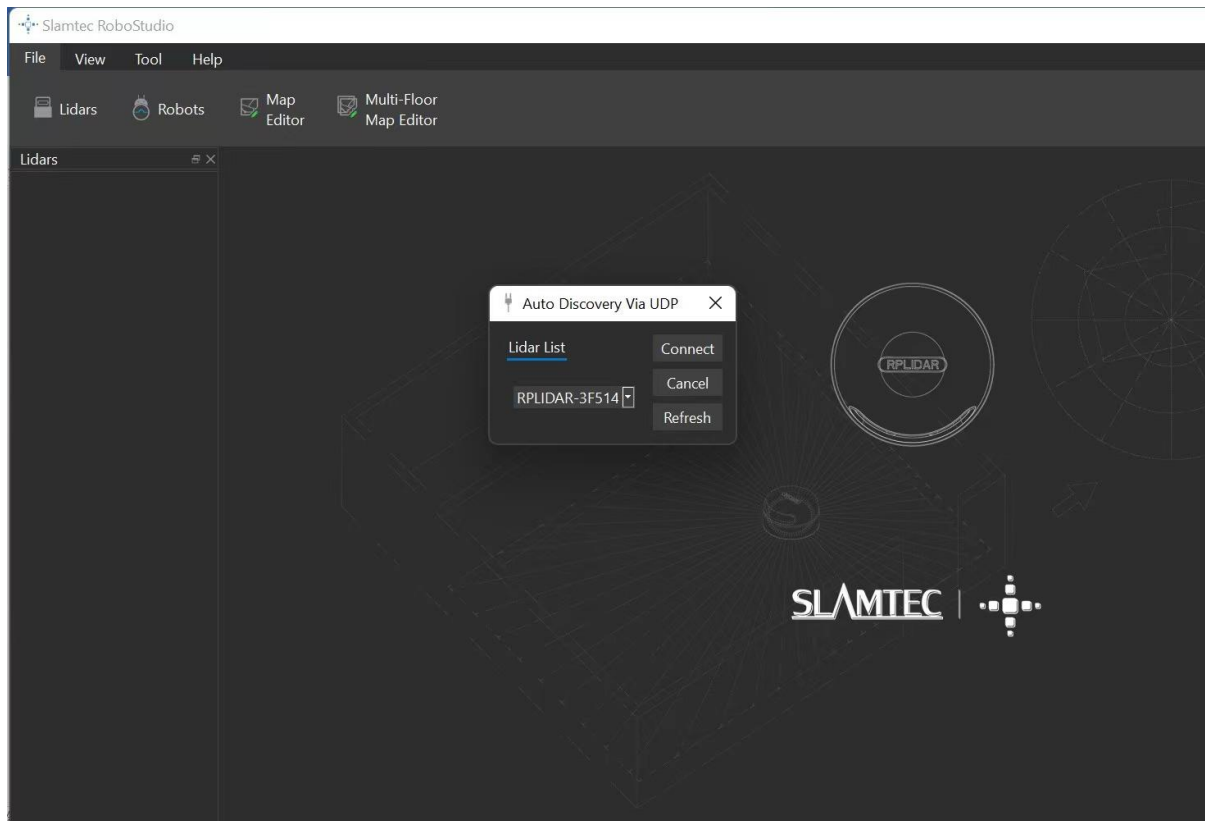 Slamtec RoboStudio
File View Tool Help
Lidars Robots Map Editor Multi-Floor Map Editor
Lidars
Auto Discovery Via UDP
Lidar List
Connect
RPLIDAR-3F514
Cancel
Refresh
RPLIDAR
SLAMTEC